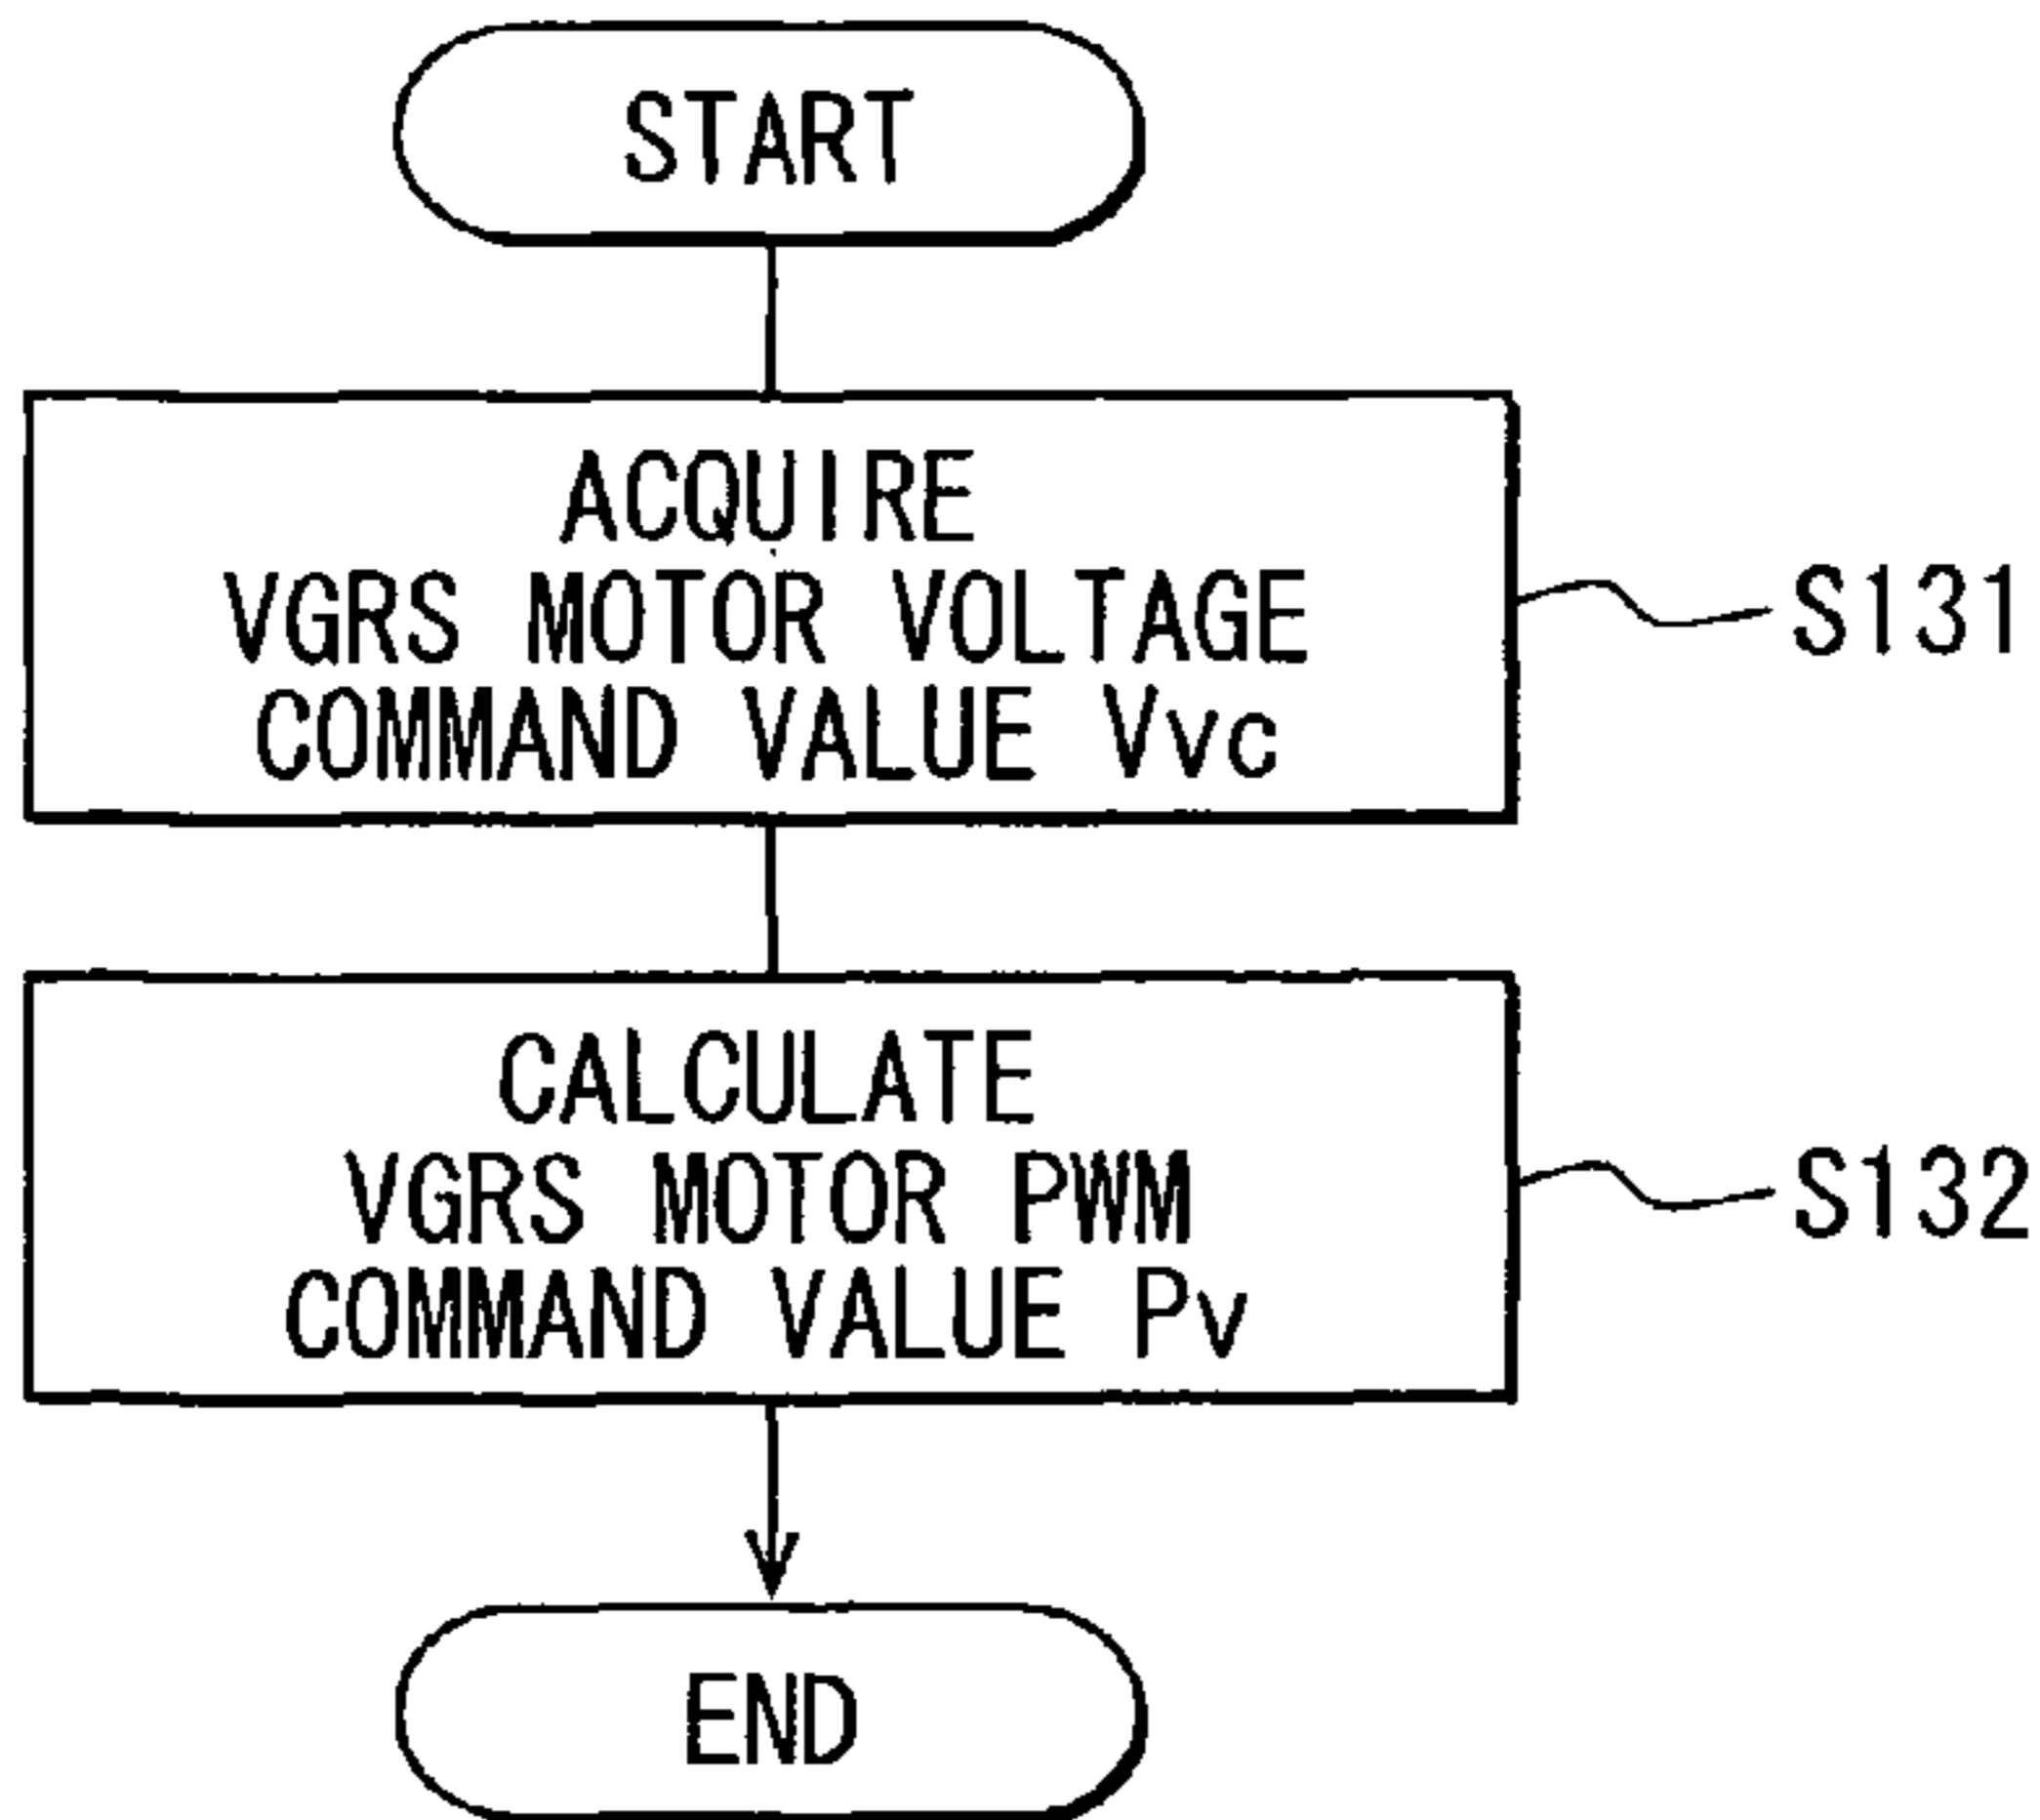 START
ACQUIRE
VGRS MOTOR VOLTAGE
COMMAND VALUE Vvc
S131
CALCULATE
VGRS MOTOR PWM
COMMAND VALUE Pv
S132
END